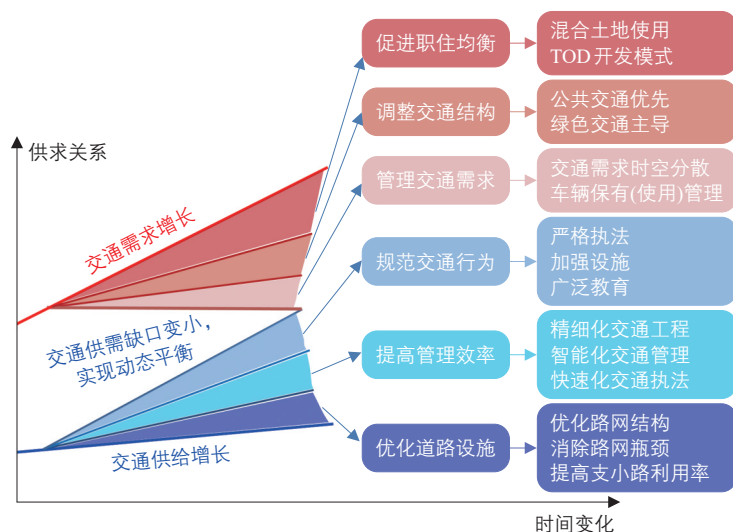 供求关系
交通需求增长
交通供需缺口变小，
实现动态平衡
交通供给增长
时间变化
促进职住均衡
混合土地使用
TOD开发模式
调整交通结构
公共交通优先
绿色交通主导
管理交通需求
交通需求时空分散
车辆保有(使用)管理
规范交通行为
严格执法
加强设施
广泛教育
提高管理效率
精细化交通工程
智能化交通管理
快速化交通执法
优化道路设施
优化路网结构
消除路网瓶颈
提高支小路利用率